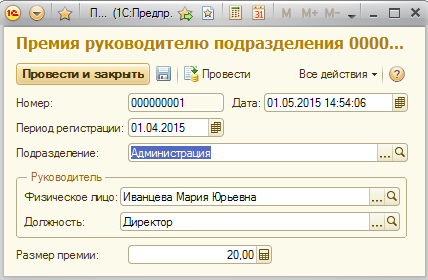 П... (1С:Предпр.
M M+ M-
Премия руководителю подразделения 0000...
Провести и закрыть Провести Все действия ?
Номер: 000000001 Дата: 01.05.2015 14:54:06
Период регистрации: 01.04.2015
Подразделение: Администрация ...
Руководитель
Физическое лицо: Иванцева Мария Юрьевна ...
Должность: Директор ...
Размер премии: 20,00